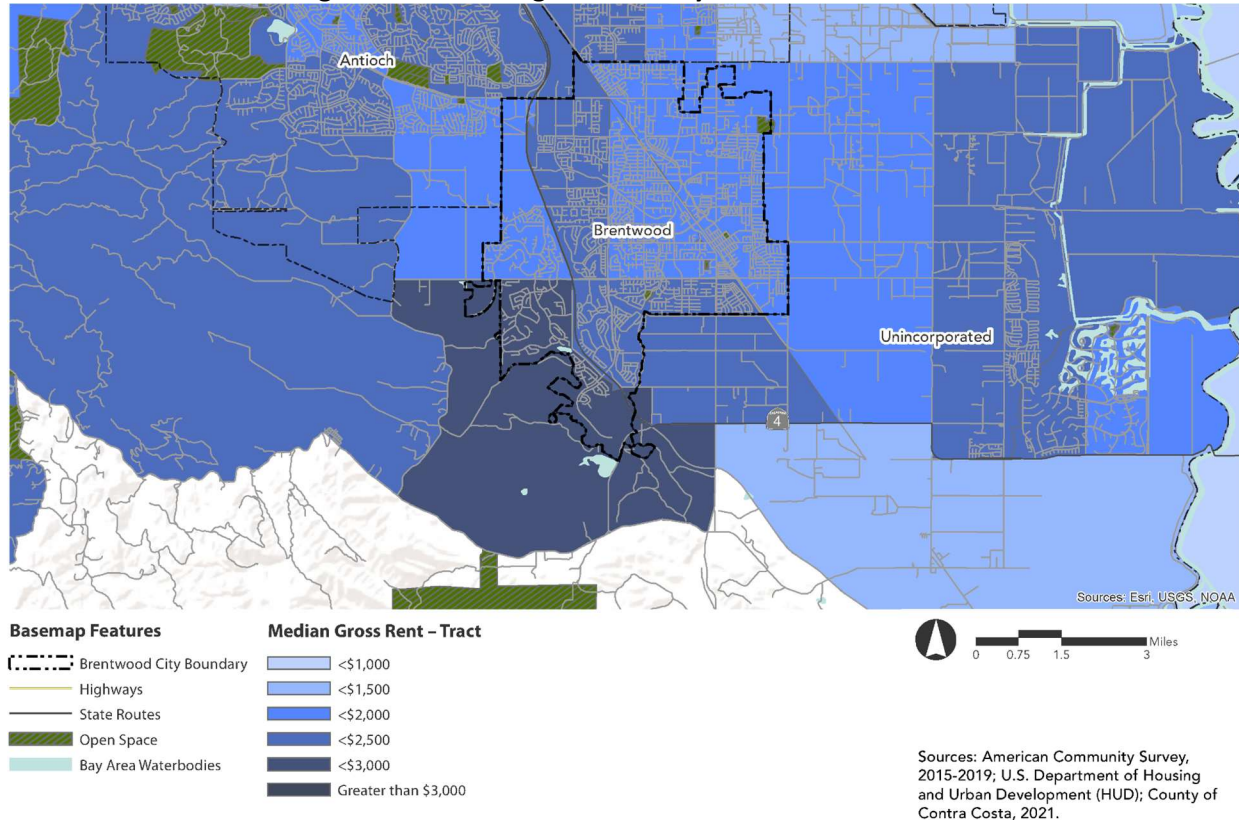 Antioch
Brentwood
Unincorporated
4
Sources: Esri, USGS, NOAA
Basemap Features
Brentwood City Boundary
Highways
State Routes
Open Space
Bay Area Waterbodies
Median Gross Rent – Tract
<$1,000
<$1,500
<$2,000
<$2,500
<$3,000
Greater than $3,000
Miles
0 0.75 1.5 3
Sources: American Community Survey,
2015-2019; U.S. Department of Housing
and Urban Development (HUD); County of
Contra Costa, 2021.